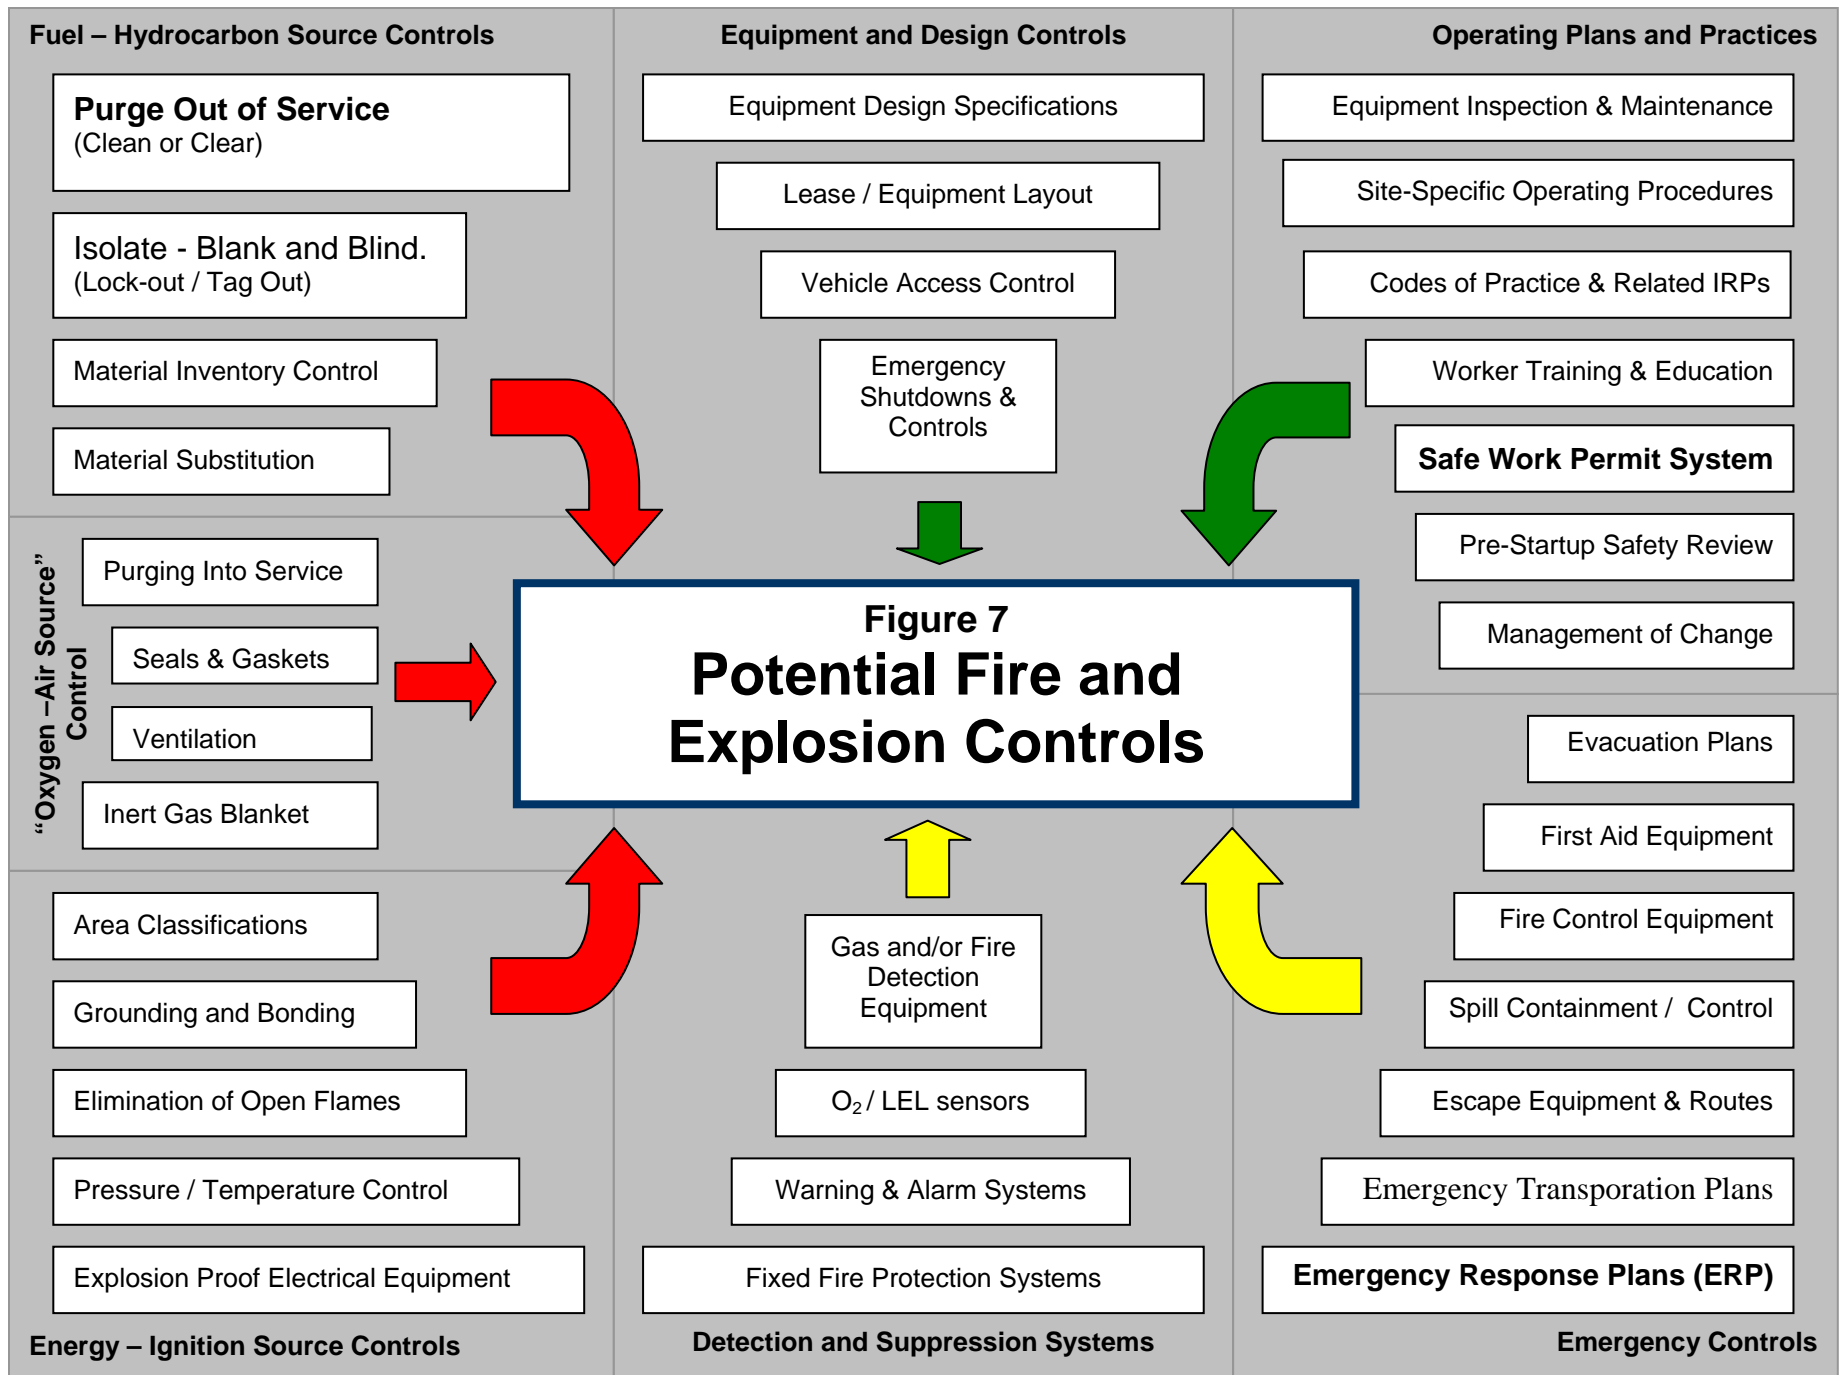 Fuel – Hydrocarbon Source Controls
Purge Out of Service
(Clean or Clear)
Isolate - Blank and Blind.
(Lock-out / Tag Out)
Material Inventory Control
Material Substitution
Equipment and Design Controls
Equipment Design Specifications
Lease / Equipment Layout
Vehicle Access Control
Emergency
Shutdowns &
Controls
Operating Plans and Practices
Equipment Inspection & Maintenance
Site-Specific Operating Procedures
Codes of Practice & Related IRPs
Worker Training & Education
Safe Work Permit System
Pre-Startup Safety Review
Management of Change
“Oxygen –Air Source”
Control
Purging Into Service
Seals & Gaskets
Ventilation
Inert Gas Blanket
Figure 7
Potential Fire and
Explosion Controls
Area Classifications
Grounding and Bonding
Elimination of Open Flames
Pressure / Temperature Control
Explosion Proof Electrical Equipment
Energy – Ignition Source Controls
Gas and/or Fire
Detection
Equipment
O₂ / LEL sensors
Warning & Alarm Systems
Fixed Fire Protection Systems
Detection and Suppression Systems
Evacuation Plans
First Aid Equipment
Fire Control Equipment
Spill Containment / Control
Escape Equipment & Routes
Emergency Transporation Plans
Emergency Response Plans (ERP)
Emergency Controls